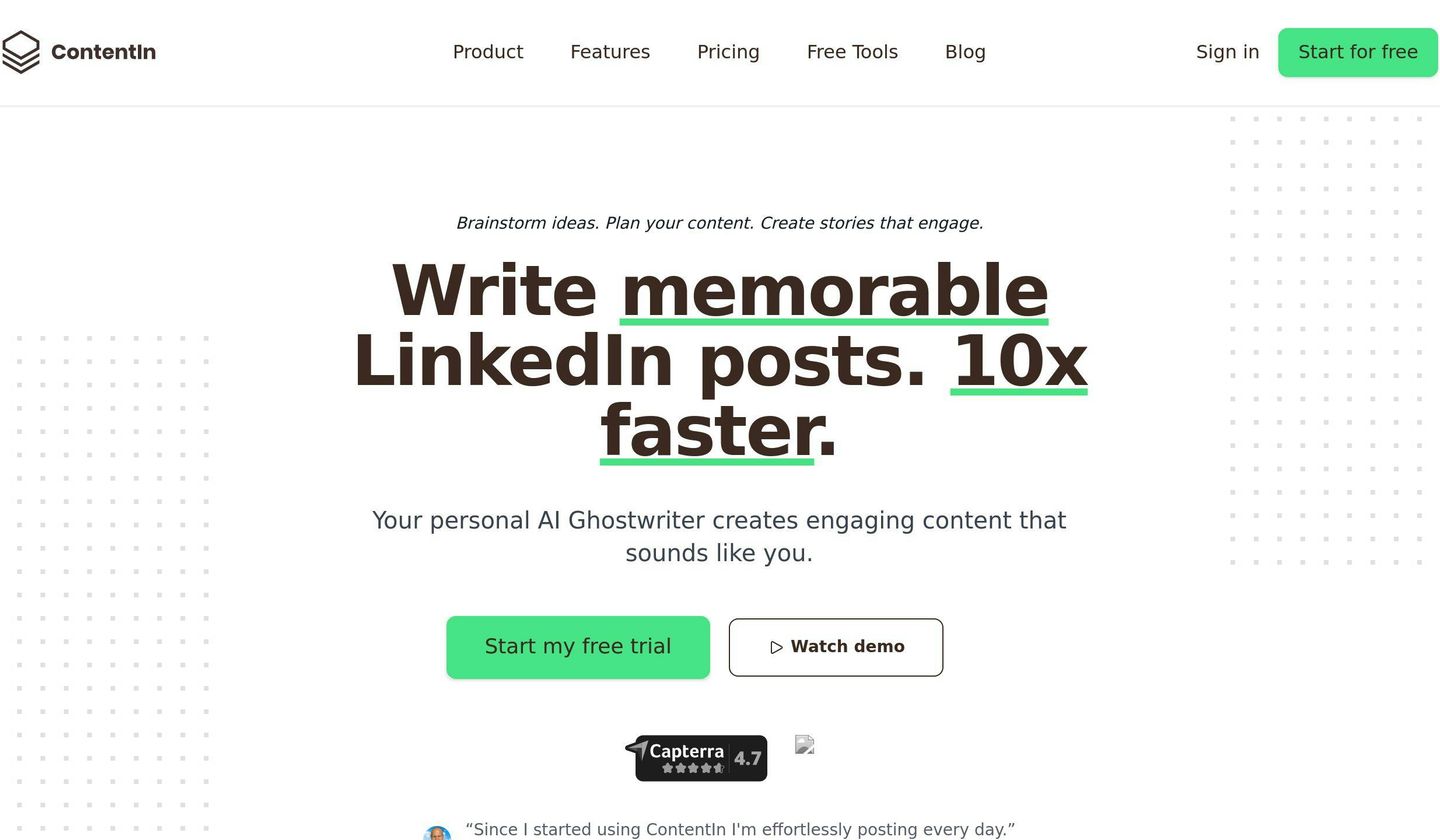 ContentIn
Product
Features
Pricing
Free Tools
Blog
Sign in
Start for free
Brainstorm ideas. Plan your content. Create stories that engage.
Write memorable
LinkedIn posts. 10x
faster.
Your personal AI Ghostwriter creates engaging content that
sounds like you.
Start my free trial
Watch demo
Capterra
4.7
“Since I started using ContentIn I'm effortlessly posting every day.”